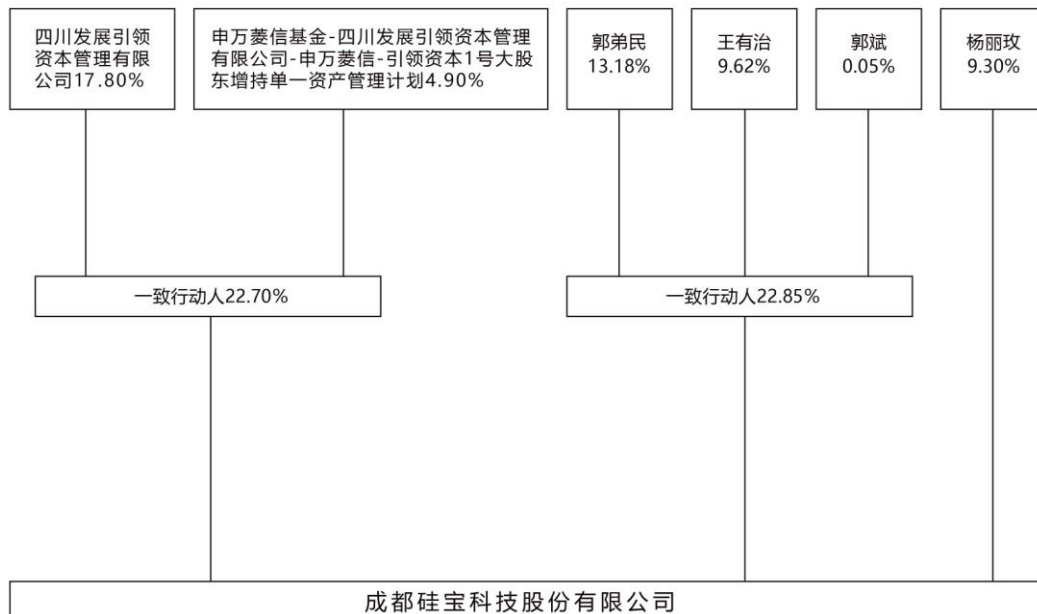 四川发展引领
资本管理有限
公司17.80%
申万菱信基金-四川发展引领资本管理
有限公司-申万菱信-引领资本1号大股
东增持单一资产管理计划4.90%
郭弟民
13.18%
王有治
9.62%
郭斌
0.05%
杨丽玫
9.30%
一致行动人22.70%
一致行动人22.85%
成都硅宝科技股份有限公司